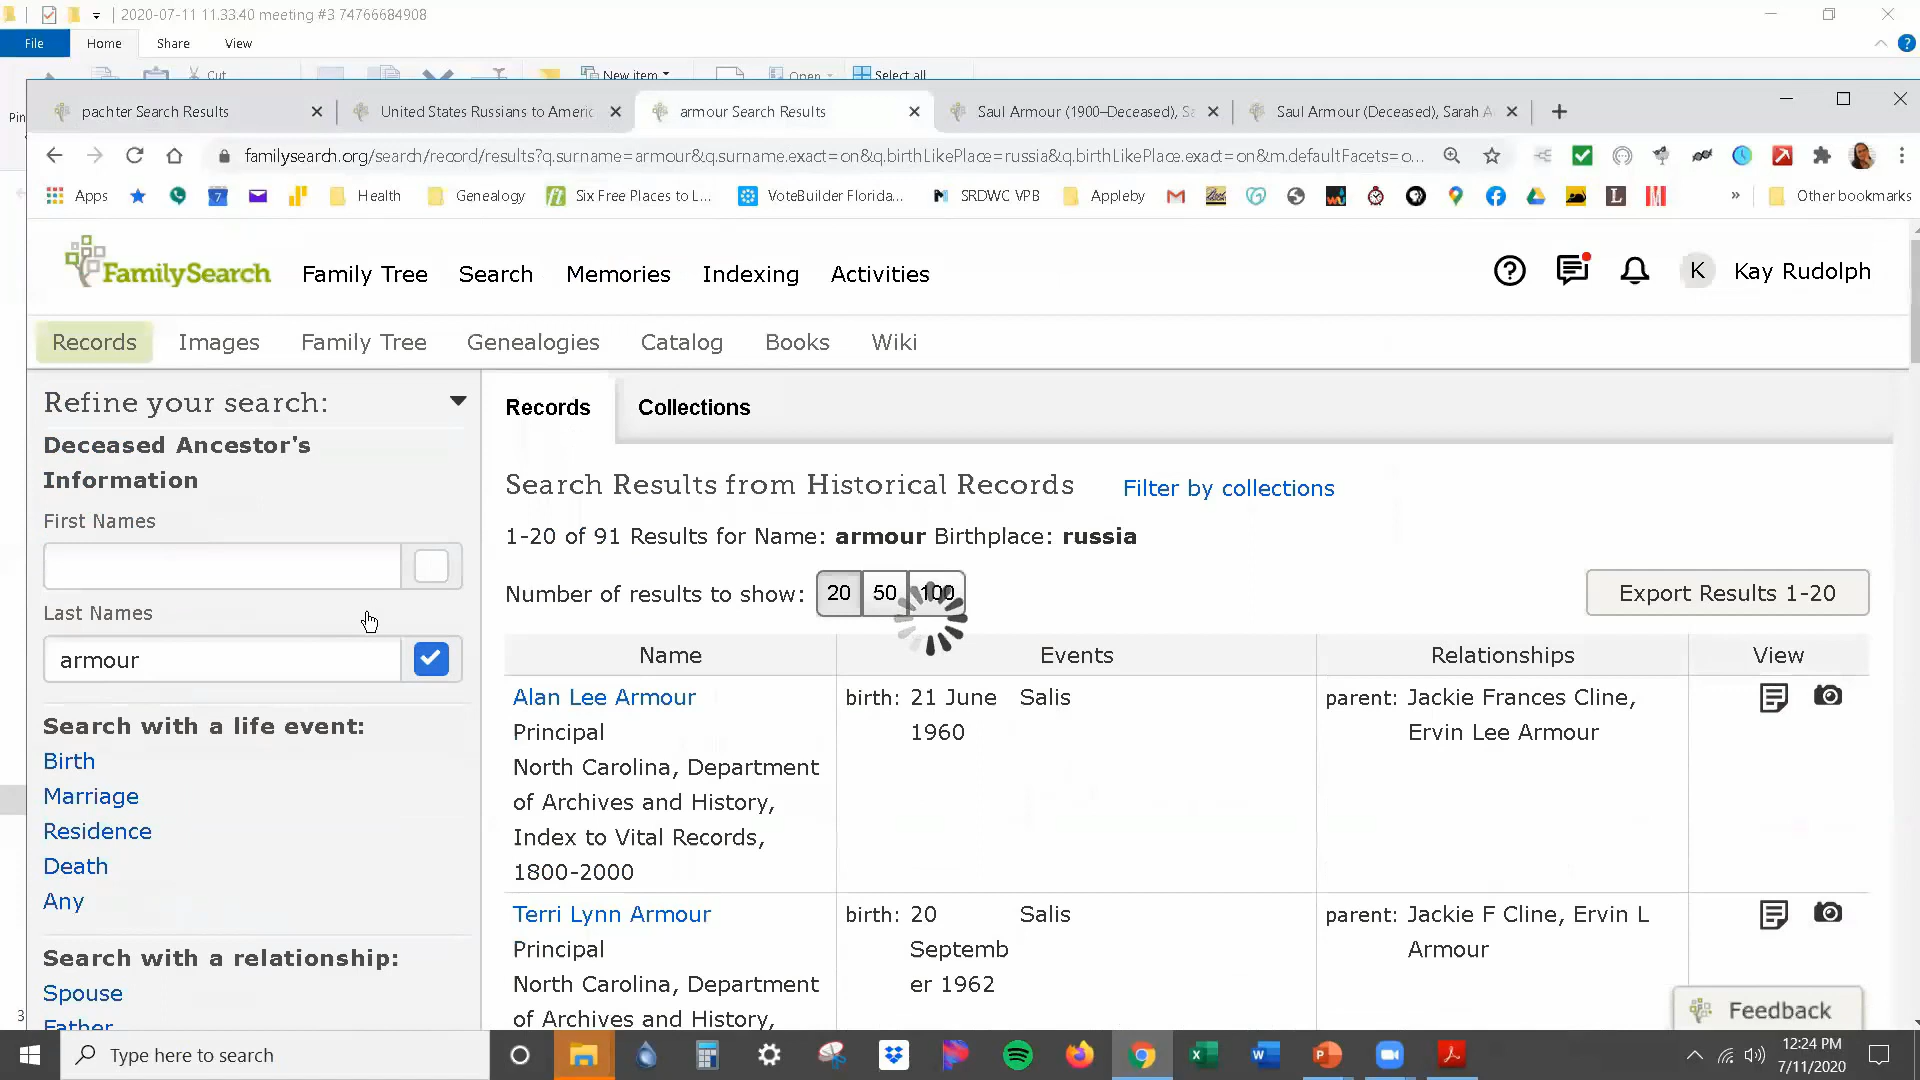 2020-07-11 11.33.40 meeting #3 74766684908
File Home Share View
Cut New item Open Select all
Pin
pachter Search Results
United States Russians to Americ
armour Search Results
Saul Armour (1900–Deceased), Sa
Saul Armour (Deceased), Sarah A
familysearch.org/search/record/results?q.surname=armour&q.surname.exact=on&q.birthLikePlace=russia&q.birthLikePlace.exact=on&m.defaultFacets=o...
Apps Health Genealogy Six Free Places to L... VoteBuilder Florida... SRDWC VPB Appleby » Other bookmarks
FamilySearch Family Tree Search Memories Indexing Activities K Kay Rudolph
Records Images Family Tree Genealogies Catalog Books Wiki
Refine your search:
Deceased Ancestor's
Information
First Names
Last Names
armour
Search with a life event:
Birth
Marriage
Residence
Death
Any
Search with a relationship:
Spouse
Father
Records Collections
Search Results from Historical Records Filter by collections
1-20 of 91 Results for Name: armour Birthplace: russia
Number of results to show: 20 50 100 Export Results 1-20
Name Events Relationships View
Alan Lee Armour
Principal
North Carolina, Department
of Archives and History,
Index to Vital Records,
1800-2000
birth: 21 June Salis
1960
parent: Jackie Frances Cline,
Ervin Lee Armour
Terri Lynn Armour
Principal
North Carolina, Department
of Archives and History,
birth: 20 Salis
Septemb
er 1962
parent: Jackie F Cline, Ervin L
Armour
Feedback
3
Type here to search
12:24 PM
7/11/2020